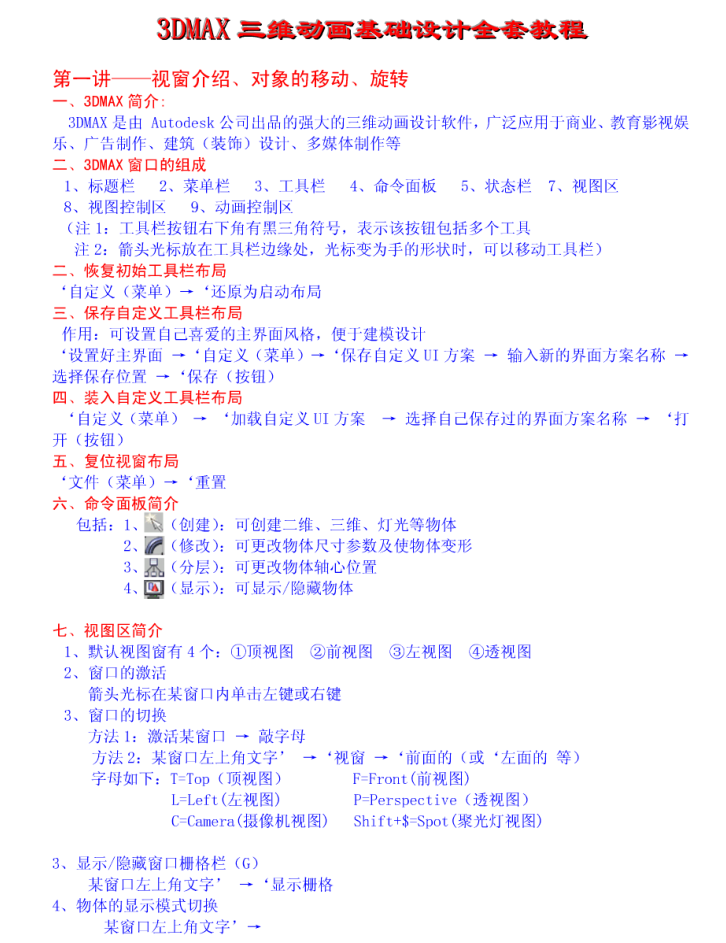 3DMAX 三维动画基础设计全套教程
第一讲——视窗介绍、对象的移动、旋转
一、3DMAX 简介:
3DMAX 是由 Autodesk 公司出品的强大的三维动画设计软件，广泛应用于商业、教育影视娱
乐、广告制作、建筑（装饰）设计、多媒体制作等
二、3DMAX 窗口的组成
1、标题栏 2、菜单栏 3、工具栏 4、命令面板 5、状态栏 7、视图区
8、视图控制区 9、动画控制区
（注 1：工具栏按钮右下角有黑三角符号，表示该按钮包括多个工具
注 2：箭头光标放在工具栏边缘处，光标变为手的形状时，可以移动工具栏）
二、恢复初始工具栏布局
‘自定义（菜单）→‘还原为启动布局
三、保存自定义工具栏布局
作用：可设置自己喜爱的主界面风格，便于建模设计
‘设置好主界面 →‘自定义（菜单）→‘保存自定义 UI 方案 → 输入新的界面方案名称 →
选择保存位置 →‘保存（按钮）
四、装入自定义工具栏布局
‘自定义（菜单） → ‘加载自定义 UI 方案 → 选择自己保存过的界面方案名称 → ‘打
开（按钮）
五、复位视窗布局
‘文件（菜单）→‘重置
六、命令面板简介
包括：1、（创建）：可创建二维、三维、灯光等物体
2、（修改）：可更改物体尺寸参数及使物体变形
3、（分层）：可更改物体轴心位置
4、（显示）：可显示/隐藏物体
七、视图区简介
1、默认视图窗有 4 个：①顶视图 ②前视图 ③左视图 ④透视图
2、窗口的激活
箭头光标在某窗口内单击左键或右键
3、窗口的切换
方法 1：激活某窗口 → 敲字母
方法 2：某窗口左上角文字’ →‘视窗 →‘前面的（或‘左面的 等）
字母如下：T=Top（顶视图） F=Front(前视图)
L=Left(左视图) P=Perspective（透视图）
C=Camera(摄像机视图) Shift+$=Spot(聚光灯视图)
3、显示/隐藏窗口栅格栏（G）
某窗口左上角文字’ →‘显示栅格
4、物体的显示模式切换
某窗口左上角文字’→